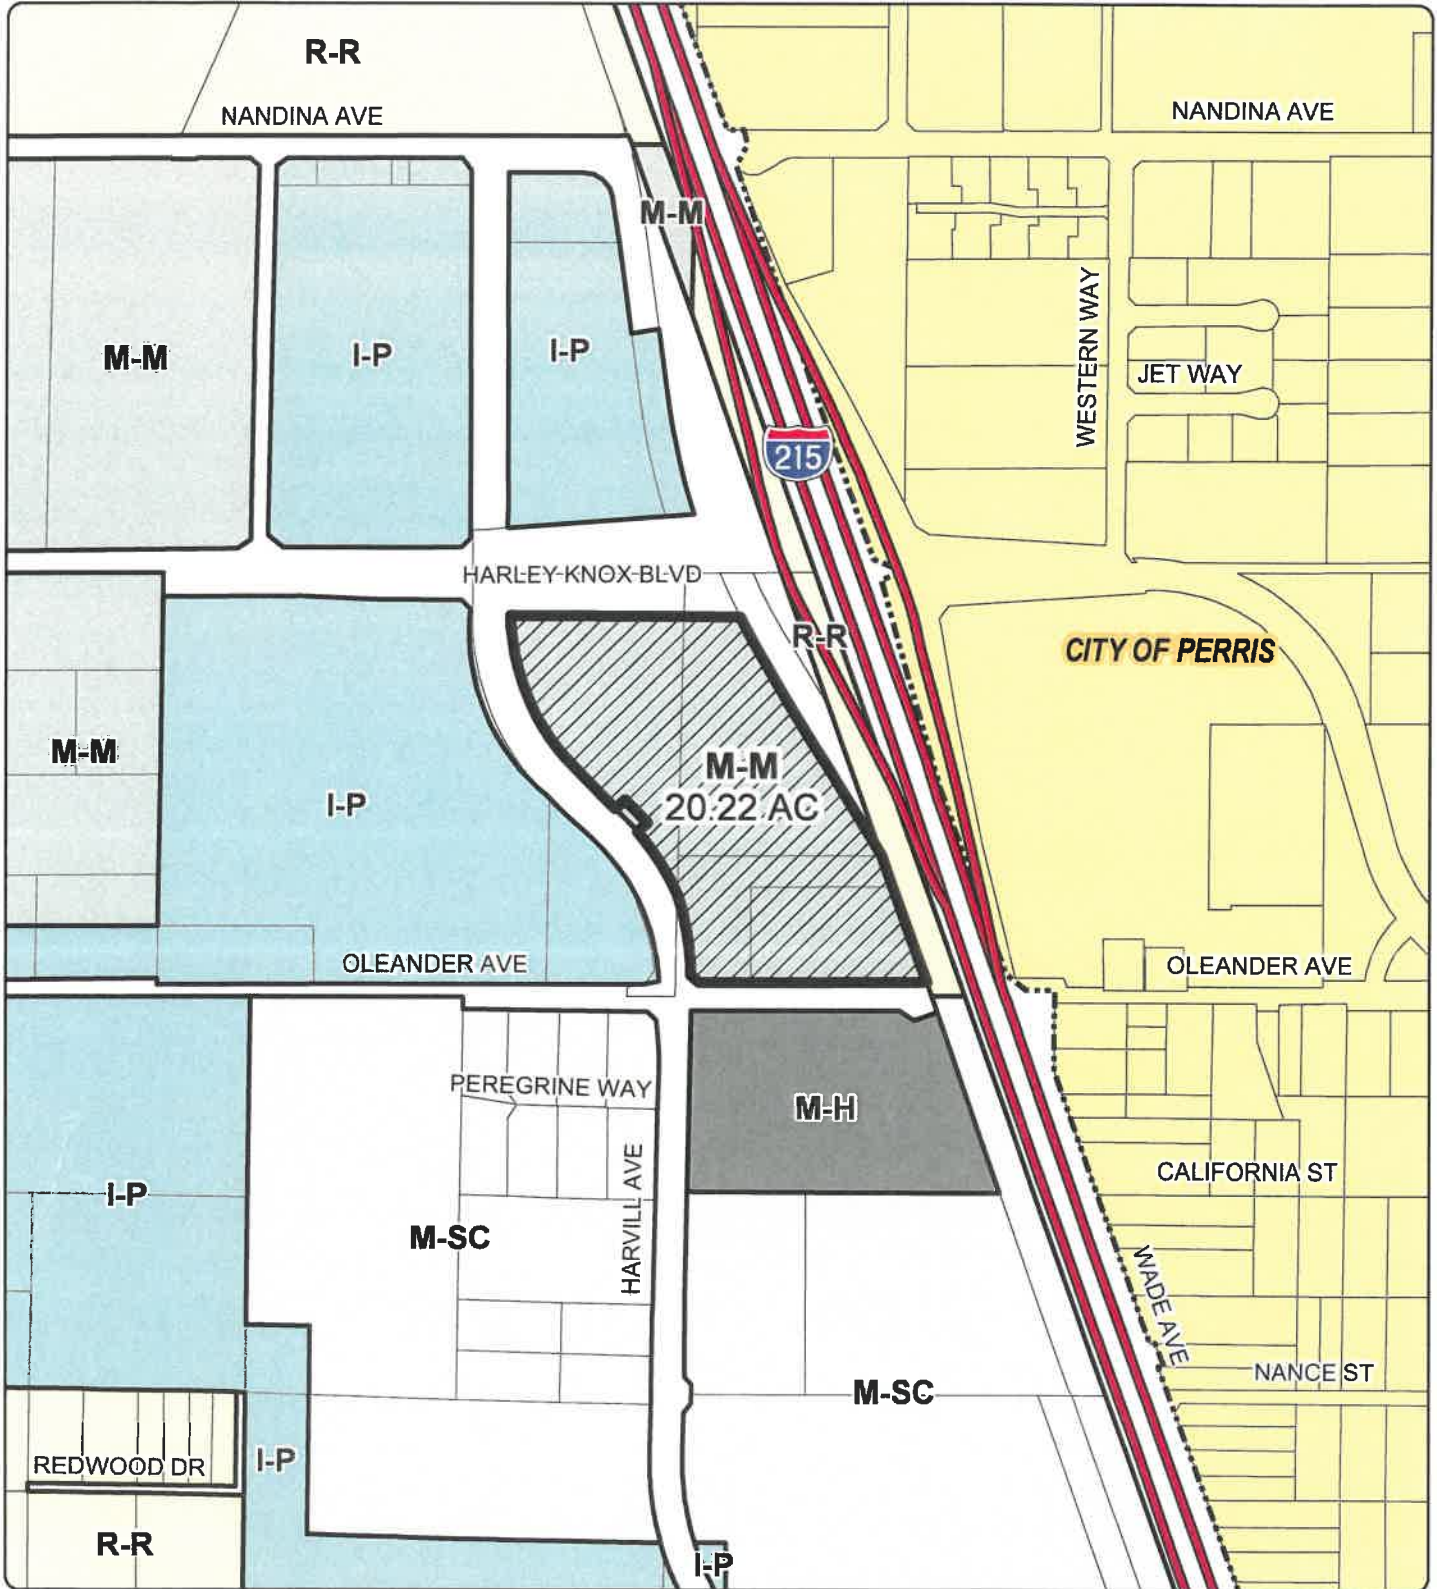 R-R
NANDINA AVE
NANDINA AVE
M-M
WESTERN WAY
M-M
I-P
I-P
JET WAY
215
HARLEY KNOX BLVD
R-R
CITY OF PERRIS
M-M
M-M
20.22 AC
I-P
OLEANDER AVE
OLEANDER AVE
PEREGRINE WAY
M-H
HARVILL AVE
CALIFORNIA ST
I-P
M-SC
WADE AVE
NANCE ST
M-SC
REDWOOD DR
I-P
R-R
I-P